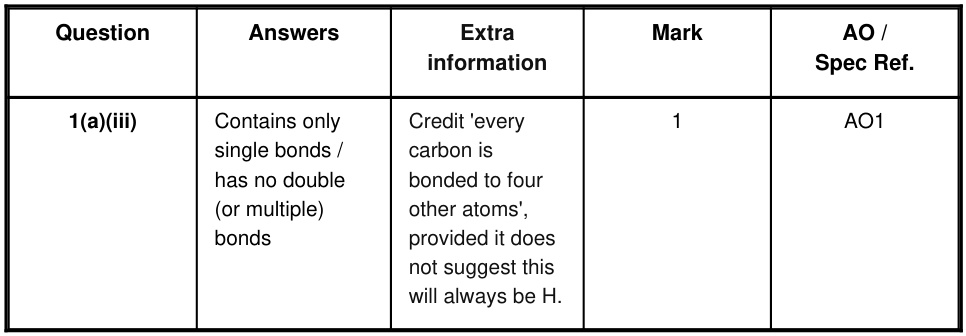 Question
Answers
Extra
information
Mark
AO /
Spec Ref.
1(a)(iii)
Contains only
single bonds /
has no double
(or multiple)
bonds
Credit 'every
carbon is
bonded to four
other atoms',
provided it does
not suggest this
will always be H.
1
AO1